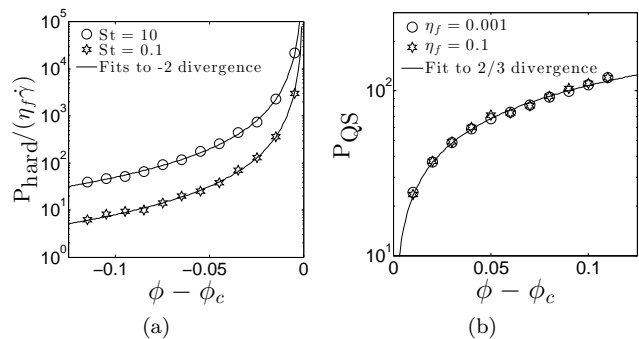 10^5
10^4
10^3
10^2
10^1
10^0
P_hard/(η_f γ̇)
St = 10
St = 0.1
Fits to -2 divergence
−0.1
−0.05
0
ϕ − ϕ_c
(a)
10^2
10^1
P_QS
η_f = 0.001
η_f = 0.1
Fit to 2/3 divergence
0
0.05
0.1
ϕ − ϕ_c
(b)